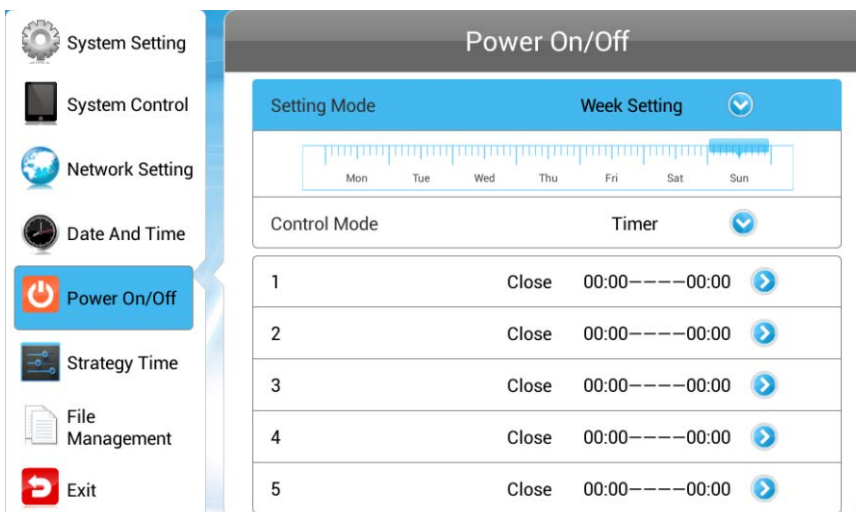 System Setting
System Control
Network Setting
Date And Time
Power On/Off
Strategy Time
File
Management
Exit
Power On/Off
Setting Mode Week Setting
Mon Tue Wed Thu Fri Sat Sun
Control Mode Timer
1 Close 00:00----00:00
2 Close 00:00----00:00
3 Close 00:00----00:00
4 Close 00:00----00:00
5 Close 00:00----00:00